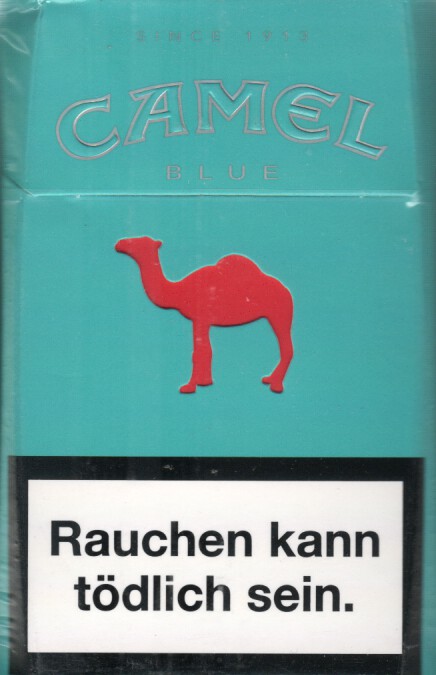 SINCE 1913
CAMEL
BLUE
Rauchen kann
tödlich sein.